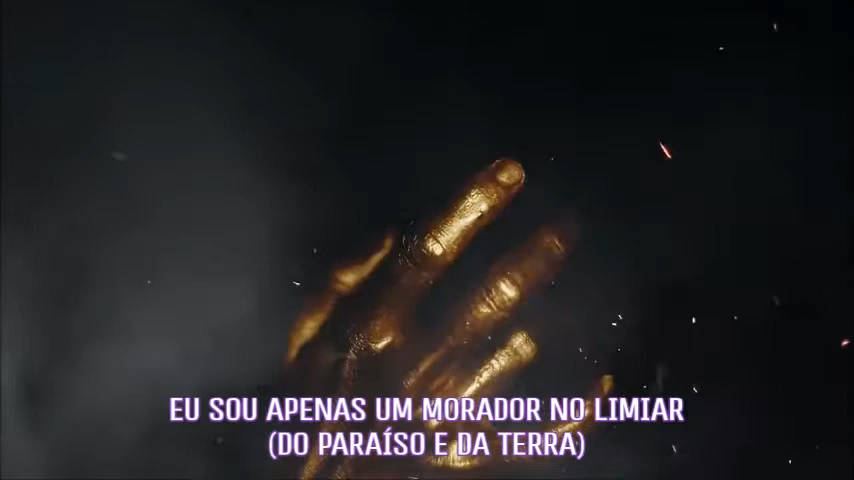 EU SOU APENAS UM MORADOR NO LIMIAR
(DO PARAÍSO E DA TERRA)